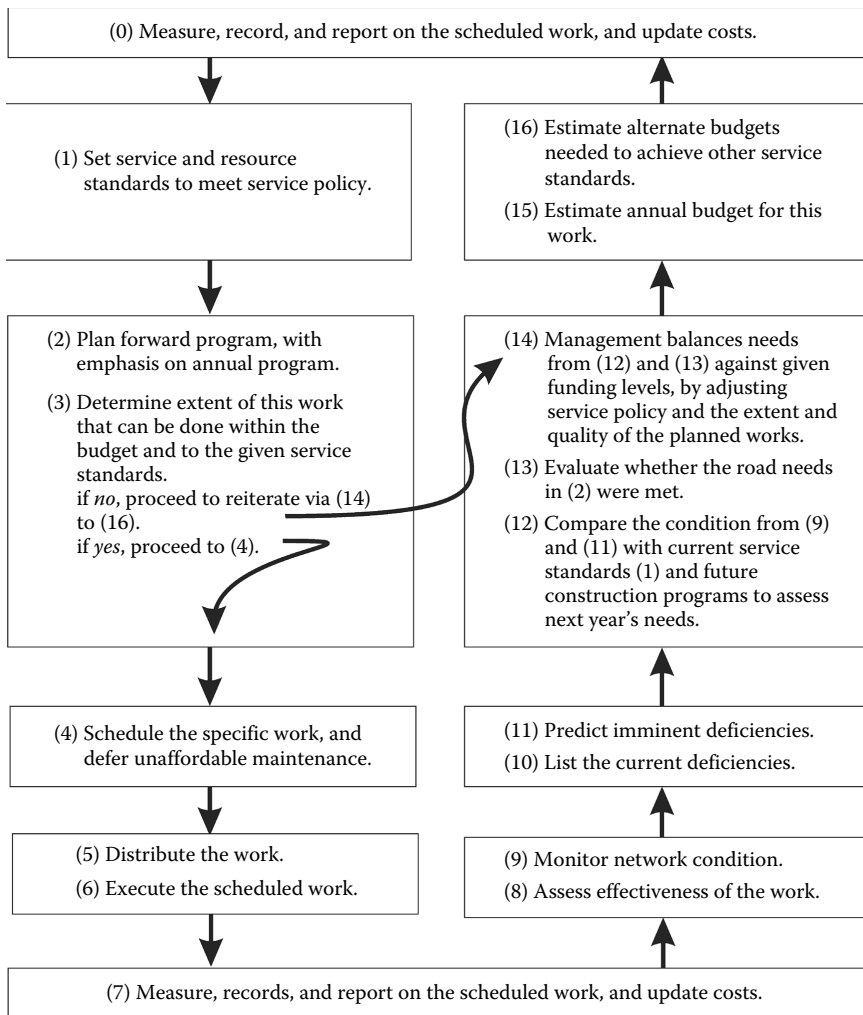 (0) Measure, record, and report on the scheduled work, and update costs.
(1) Set service and resource
standards to meet service policy.
(2) Plan forward program, with
emphasis on annual program.
(3) Determine extent of this work
that can be done within the
budget and to the given service
standards.
if no, proceed to reiterate via (14)
to (16).
if yes, proceed to (4).
(4) Schedule the specific work, and
defer unaffordable maintenance.
(5) Distribute the work.
(6) Execute the scheduled work.
(7) Measure, records, and report on the scheduled work, and update costs.
(16) Estimate alternate budgets
needed to achieve other service
standards.
(15) Estimate annual budget for this
work.
(14) Management balances needs
from (12) and (13) against given
funding levels, by adjusting
service policy and the extent and
quality of the planned works.
(13) Evaluate whether the road needs
in (2) were met.
(12) Compare the condition from (9)
and (11) with current service
standards (1) and future
construction programs to assess
next year's needs.
(11) Predict imminent deficiencies.
(10) List the current deficiencies.
(9) Monitor network condition.
(8) Assess effectiveness of the work.